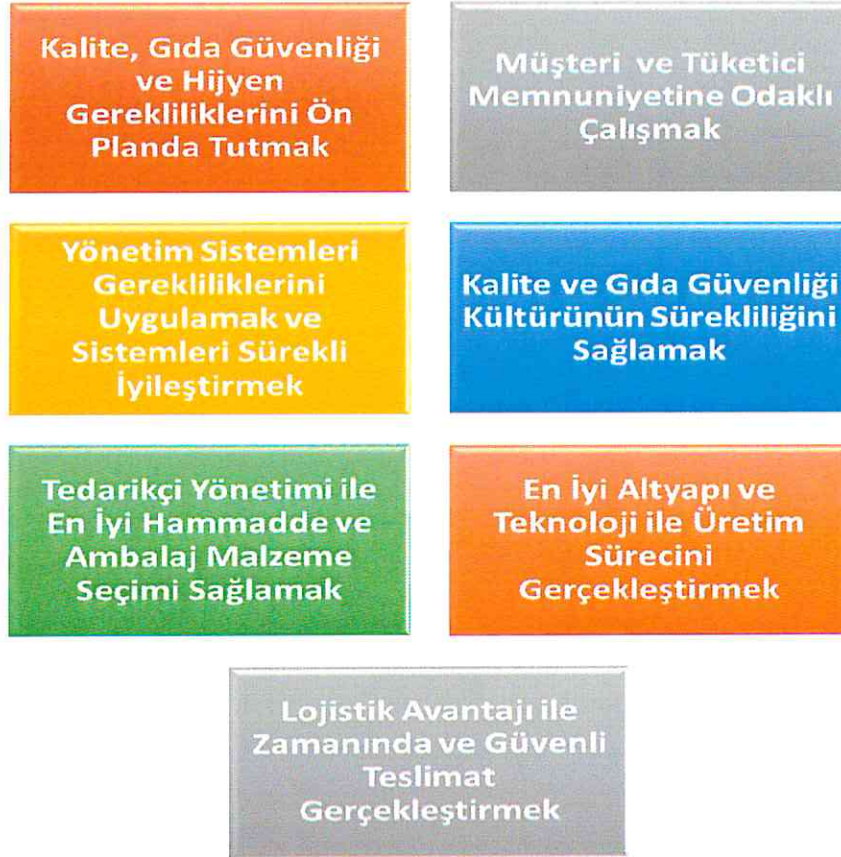 Kalite, Gıda Güvenliği
ve Hijyen
Gerekliliklerini Ön
Planda Tutmak
Müşteri ve Tüketici
Memnuniyetine Odaklı
Çalışmak
Yönetim Sistemleri
Gerekliliklerini
Uygulamak ve
Sistemleri Sürekli
İyileştirmek
Kalite ve Gıda Güvenliği
Kültürünün Sürekliliğini
Sağlamak
Tedarikçi Yönetimi ile
En İyi Hammadde ve
Ambalaj Malzeme
Seçimi Sağlamak
En İyi Altyapı ve
Teknoloji ile Üretim
Sürecini
Gerçekleştirmek
Lojistik Avantajı ile
Zamanında ve Güvenli
Teslimat
Gerçekleştirmek